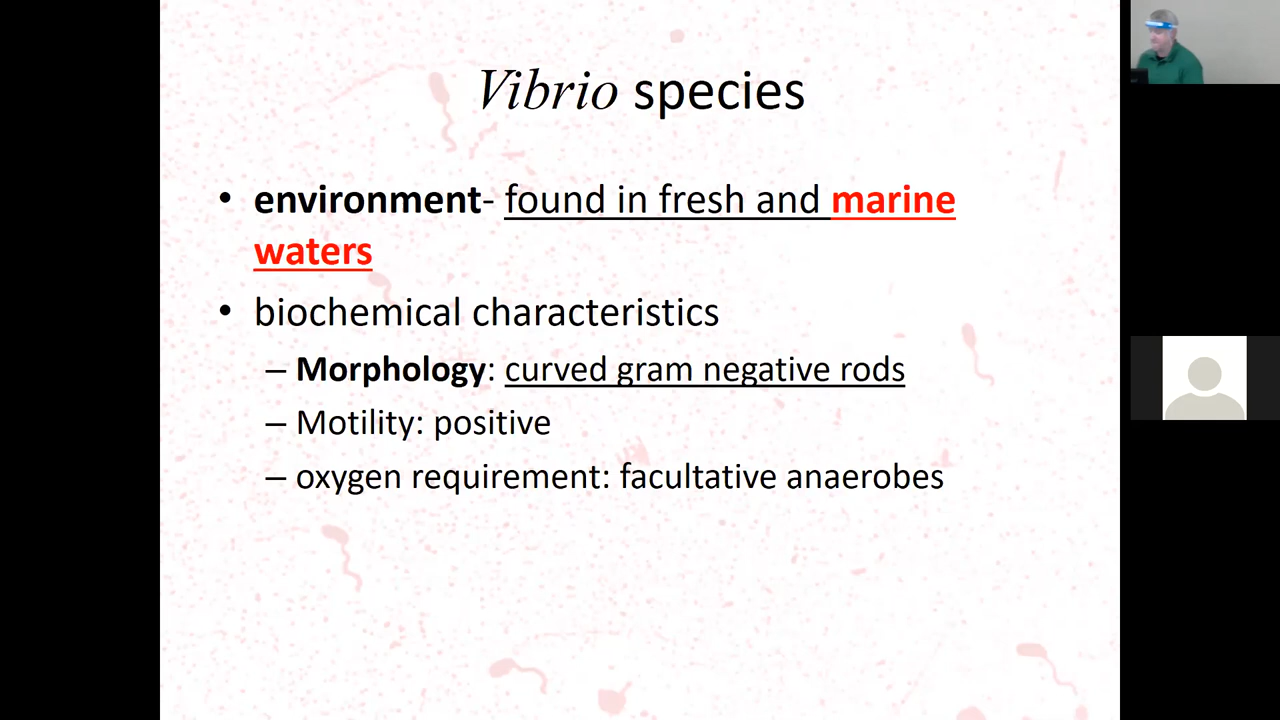 Vibrio species
• environment- found in fresh and marine
waters
• biochemical characteristics
– Morphology: curved gram negative rods
– Motility: positive
– oxygen requirement: facultative anaerobes